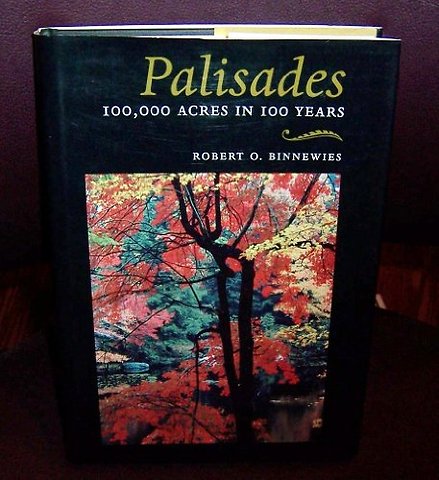 Palisades
100,000 ACRES IN 100 YEARS
ROBERT O. BINNEWIES